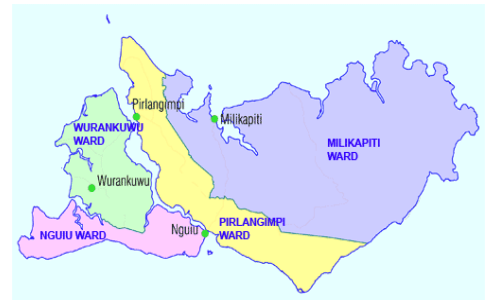 Pirlangimpi
Milikapiti
WURANKUWU
WARD
MILIKAPITI
WARD
Wurankuwu
PIRLANGIMPI
WARD
Nguiu
NGUIU WARD